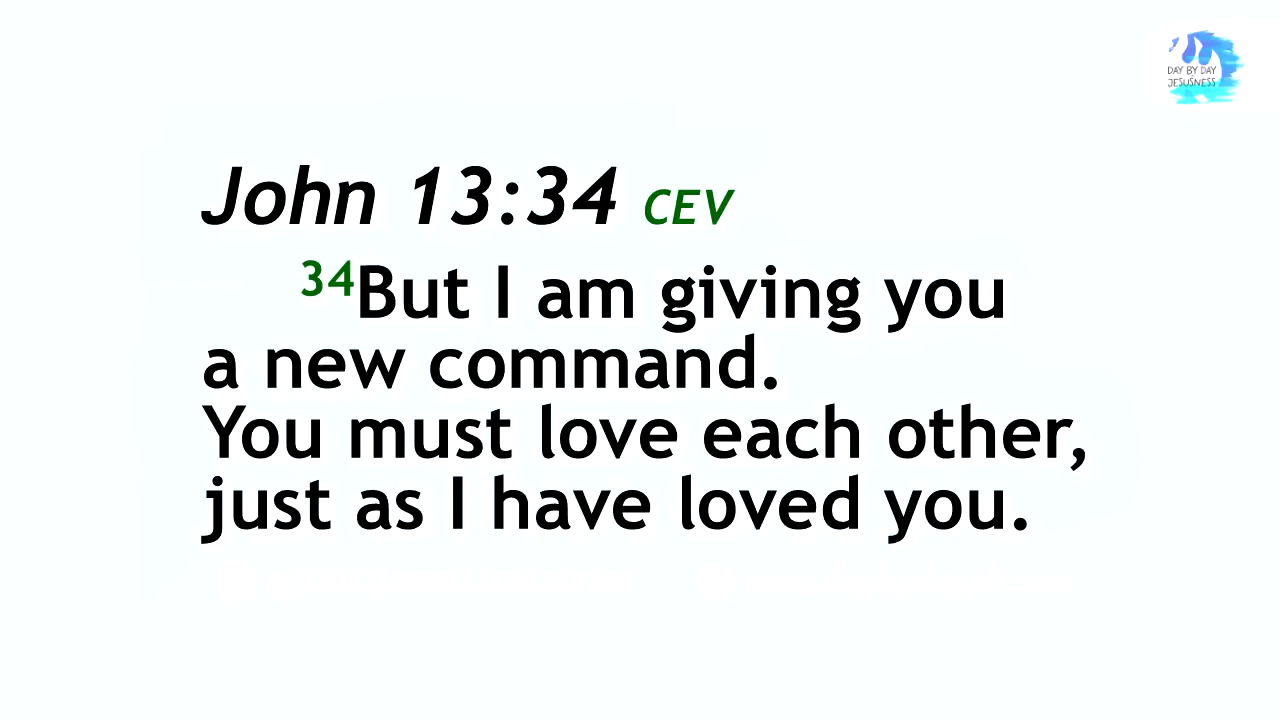 DAY BY DAY
JESUSNESS
John 13:34 CEV
34But I am giving you
a new command.
You must love each other,
just as I have loved you.